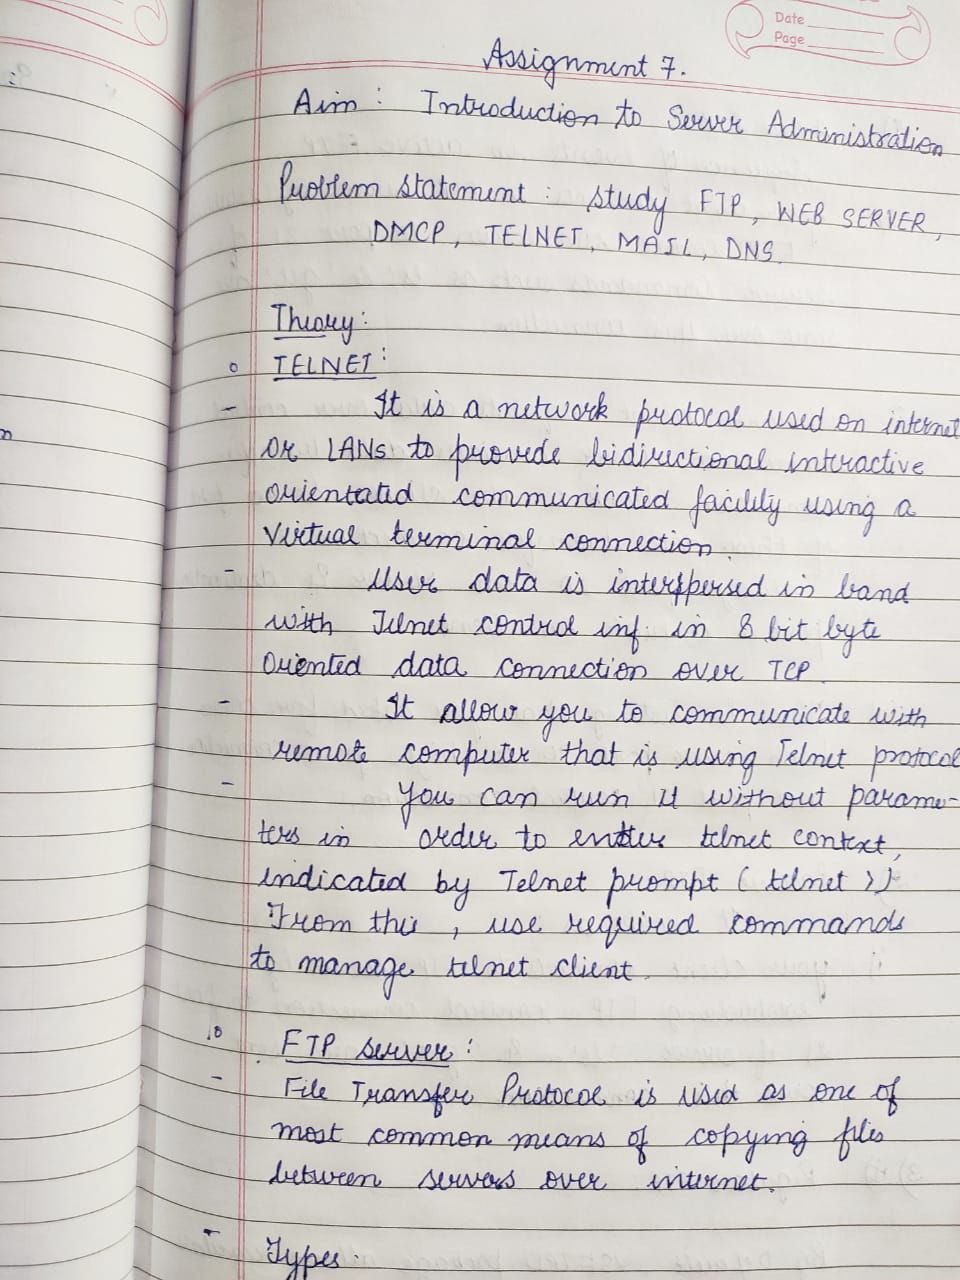 Date
Page
Assignment 7.
Aim : Introduction to Server Administration
Problem statement : study FTP, WEB SERVER,
DMCP, TELNET, MAIL, DNS.
Theory:
TELNET:
- It is a network protocol used on internet
or LANs to provede bidirectional interactive
orientatid communicated facility using a
virtual terminal connection.
- User data is interspersed in band
with Telnet control inf. in 8 bit byte
oriented data connection over TCP.
- It allow you to communicate with
remote computer that is using Telnet protocol
- You can run it without parame-
ters in order to enter telnet context,
indicated by Telnet prompt (telnet >)
From this, use required commands
to manage telnet client.
FTP server:
- File Transfer Protocol is used as one of
most common means of copying files
between servers over internet.
- Types: